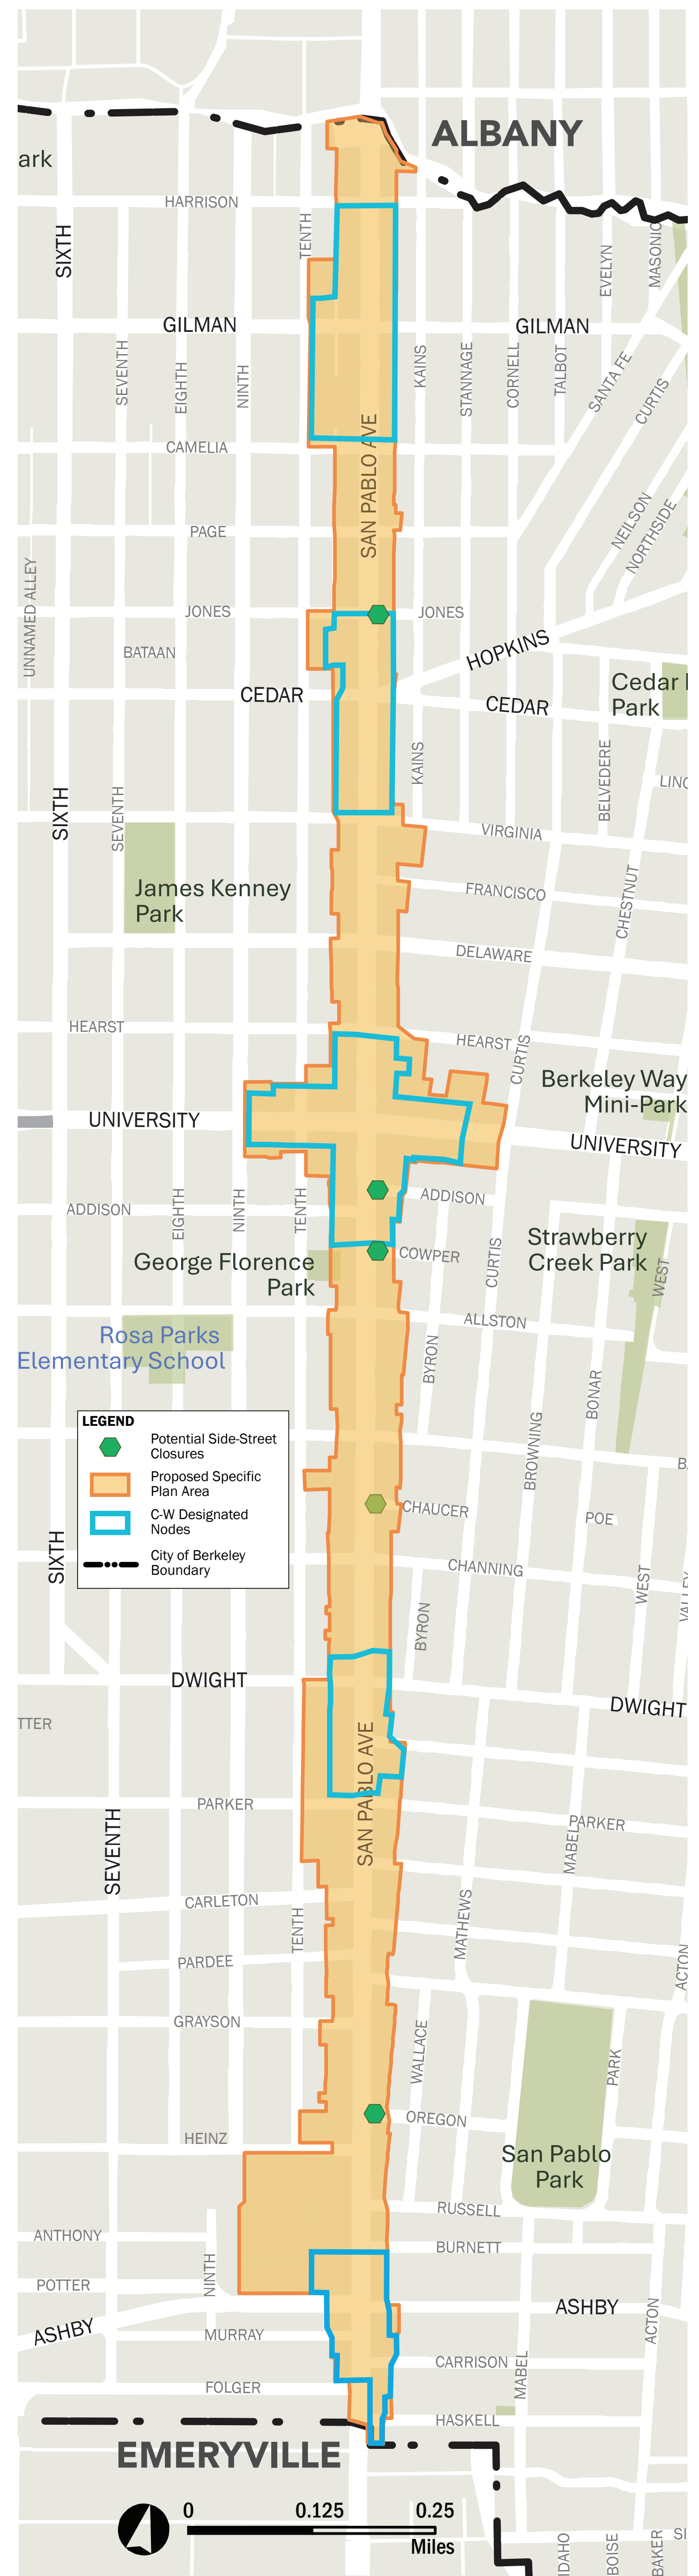 ALBANY
ark
HARRISON
TENTH
SIXTH
EVELYN
MASONIC
GILMAN
GILMAN
SEVENTH
EIGHTH
NINTH
KAINS
STANNAGE
CORNELL
TALBOT
SANTA FE
CURTIS
CAMELIA
SAN PABLO AVE
PAGE
NEILSON
NORTHSIDE
UNNAMED ALLEY
JONES
JONES
BATAAN
HOPKINS
CEDAR
CEDAR
Cedar
Park
KAINS
BELVEDERE
LINC
SIXTH
SEVENTH
VIRGINIA
James Kenney
Park
FRANCISCO
CHESTNUT
DELAWARE
HEARST
HEARST
CURTIS
Berkeley Way
Mini-Park
UNIVERSITY
UNIVERSITY
ADDISON
EIGHTH
NINTH
TENTH
ADDISON
George Florence
Park
COWPER
CURTIS
Strawberry
Creek Park
WEST
ALLSTON
Rosa Parks
Elementary School
BYRON
BONAR
BROWNING
LEGEND
Potential Side-Street
Closures
Proposed Specific
Plan Area
C-W Designated
Nodes
City of Berkeley
Boundary
BA
CHAUCER
POE
SIXTH
CHANNING
WEST
VALLEY
BYRON
DWIGHT
DWIGHT
TTER
SAN PABLO AVE
PARKER
PARKER
MABEL
SEVENTH
CARLETON
TENTH
MATHEWS
PARDEE
ACTON
GRAYSON
WALLACE
PARK
OREGON
HEINZ
San Pablo
Park
RUSSELL
ANTHONY
BURNETT
POTTER
NINTH
ASHBY
ASHBY
ACTON
MURRAY
CARRISON
MABEL
FOLGER
HASKELL
EMERYVILLE
0 0.125 0.25
Miles
IDAHO
BOISE
BAKER